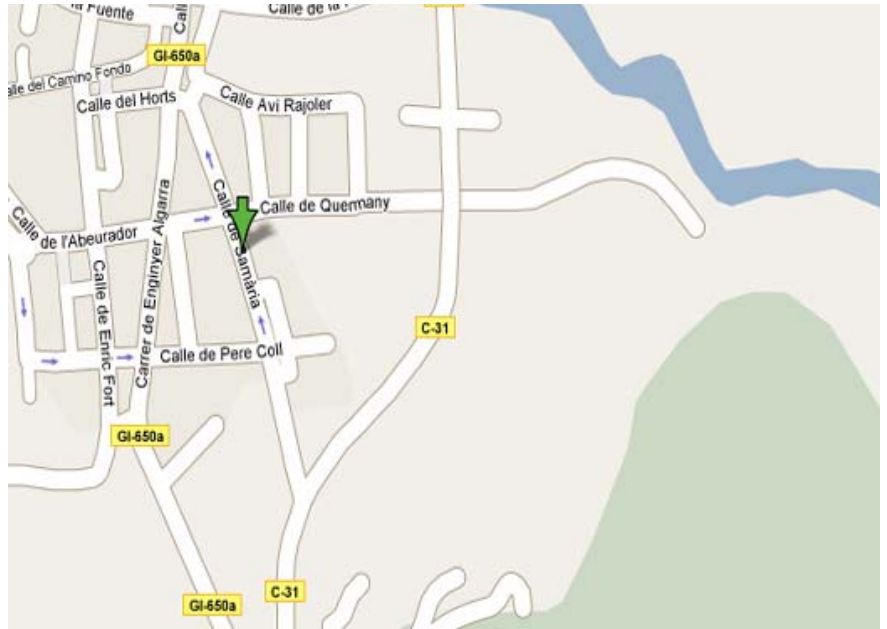 la Fuente
Calle de la
GI-650a
Calle del Camino Fondo
Calle del Horts
Calle Avi Rajoler
Calle de Quermany
Calle de l'Abeurador
Calle de Samària
Carrer de Enginyer Algarra
Calle de Enric Fort
C-31
Calle de Pere Coll
GI-650a
C-31
GI-650a